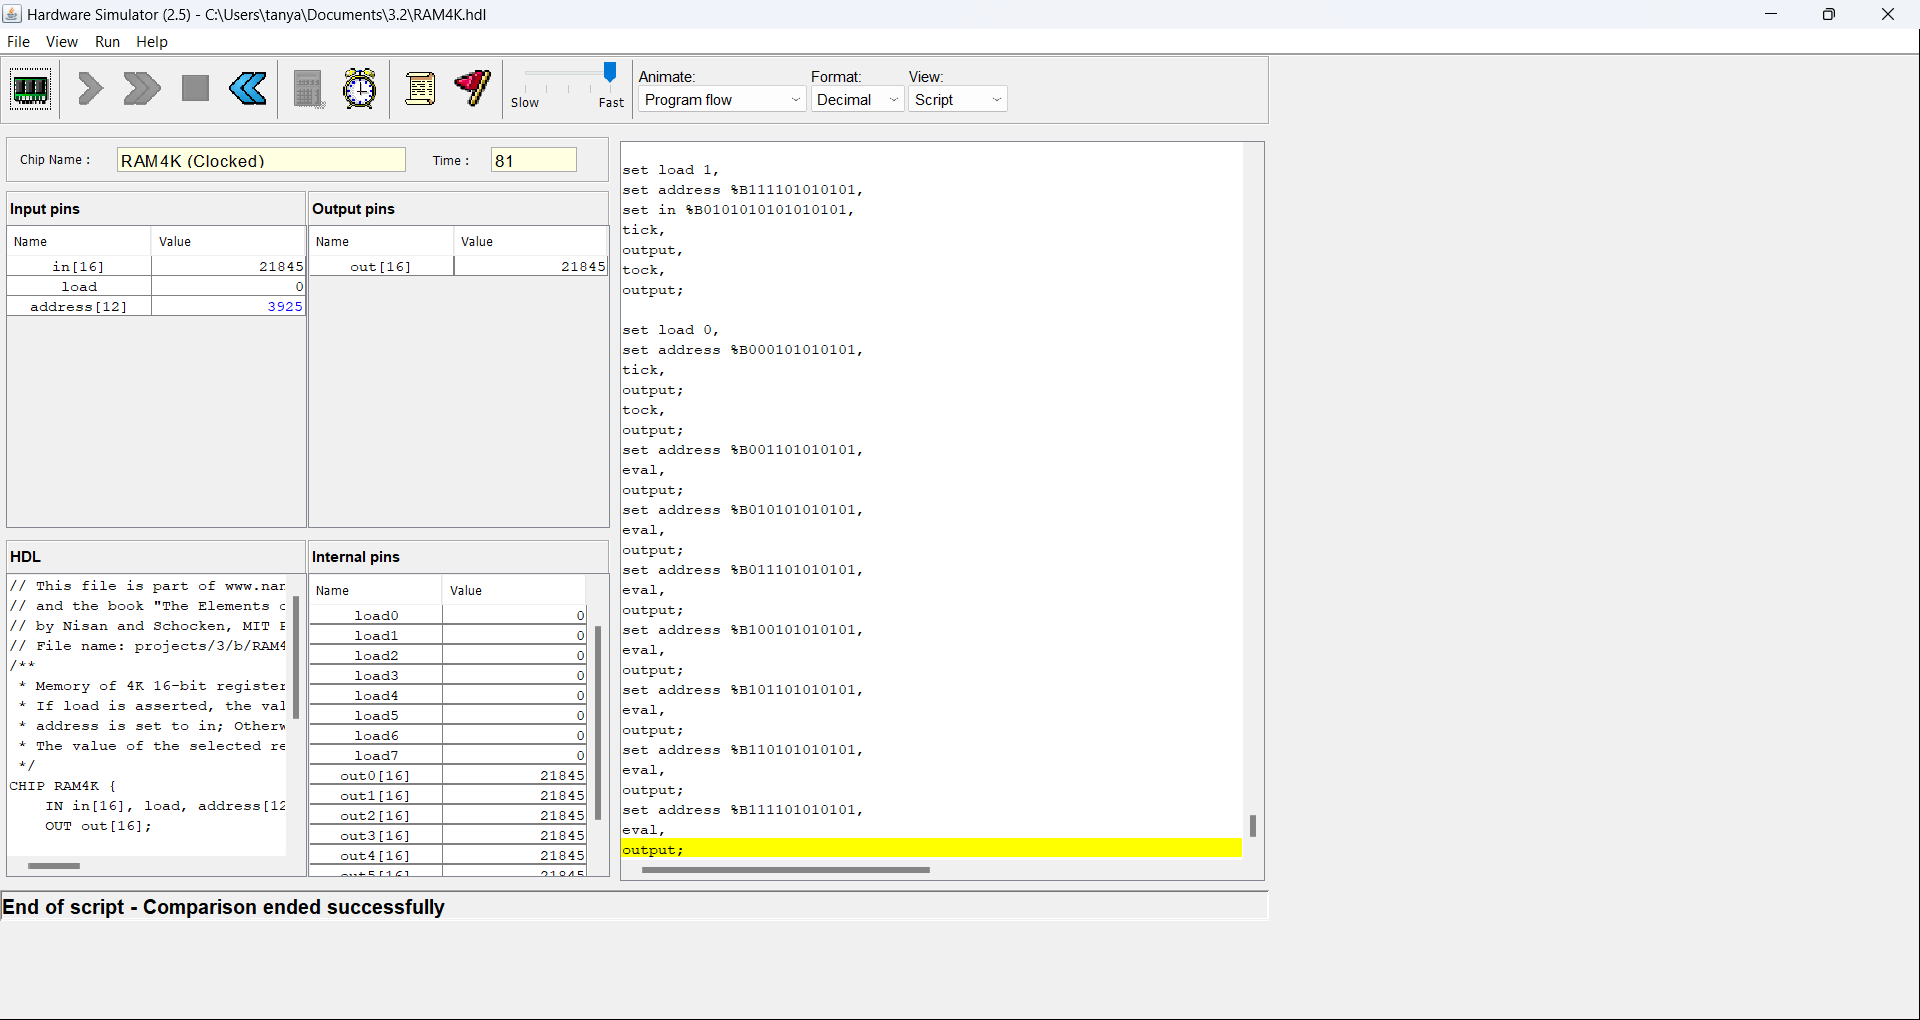 Hardware Simulator (2.5) - C:\Users\tanya\Documents\3.2\RAM4K.hdl
File View Run Help
Slow Fast
Animate: Format: View:
Program flow Decimal Script
Chip Name : RAM4K (Clocked) Time : 81
Input pins
Name Value
in[16] 21845
load 0
address[12] 3925
Output pins
Name Value
out[16] 21845
HDL
// This file is part of www.nan
// and the book "The Elements o
// by Nisan and Schocken, MIT P
// File name: projects/3/b/RAM4
/**
* Memory of 4K 16-bit register
* If load is asserted, the val
* address is set to in; Otherw
* The value of the selected re
*/
CHIP RAM4K {
IN in[16], load, address[12
OUT out[16];
Internal pins
Name Value
load0 0
load1 0
load2 0
load3 0
load4 0
load5 0
load6 0
load7 0
out0[16] 21845
out1[16] 21845
out2[16] 21845
out3[16] 21845
out4[16] 21845
out5[16] 21845
set load 1,
set address %B111101010101,
set in %B0101010101010101,
tick,
output,
tock,
output;
set load 0,
set address %B000101010101,
tick,
output;
tock,
output;
set address %B001101010101,
eval,
output;
set address %B010101010101,
eval,
output;
set address %B011101010101,
eval,
output;
set address %B100101010101,
eval,
output;
set address %B101101010101,
eval,
output;
set address %B110101010101,
eval,
output;
set address %B111101010101,
eval,
output;
End of script - Comparison ended successfully